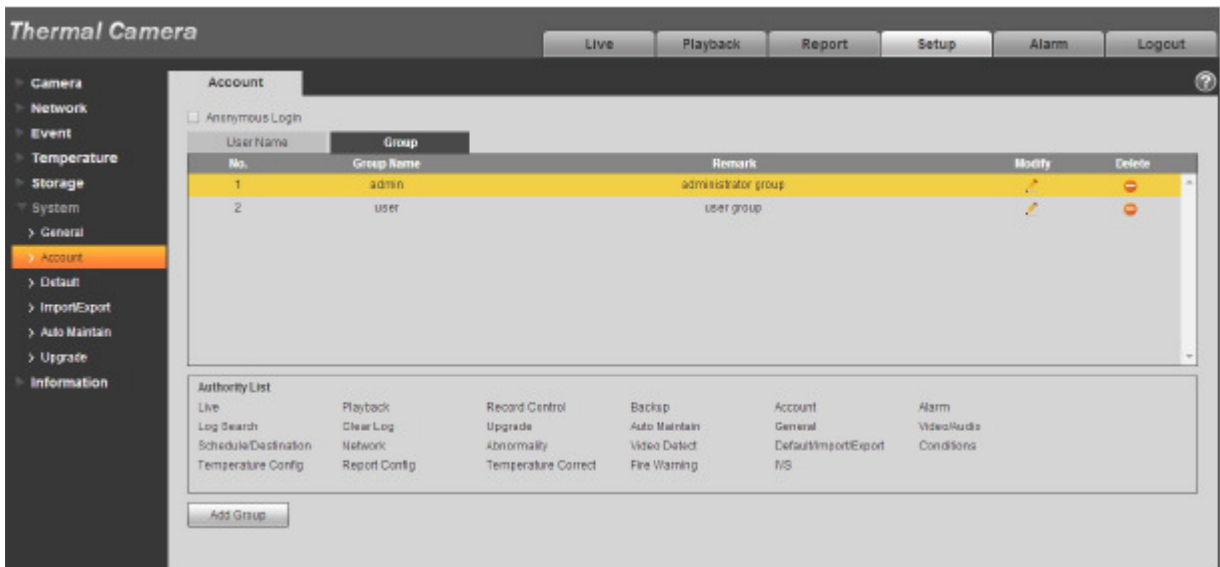 Thermal Camera
Live Playback Report Setup Alarm Logout
Camera
Network
Event
Temperature
Storage
System
General
Account
Default
Import/Export
Auto Maintain
Upgrade
Information
Account
?
Anonymous Login
User Name Group
No. Group Name Remark Modify Delete
1 admin administrator group
2 user user group
Authority List
Live Playback Record Control Backup Account Alarm
Log Search Clear Log Upgrade Auto Maintain General Video/Audio
Schedule/Destination Network Abnormality Video Detect Default/Import/Export Conditions
Temperature Config Report Config Temperature Correct Fire Warning IVS
Add Group